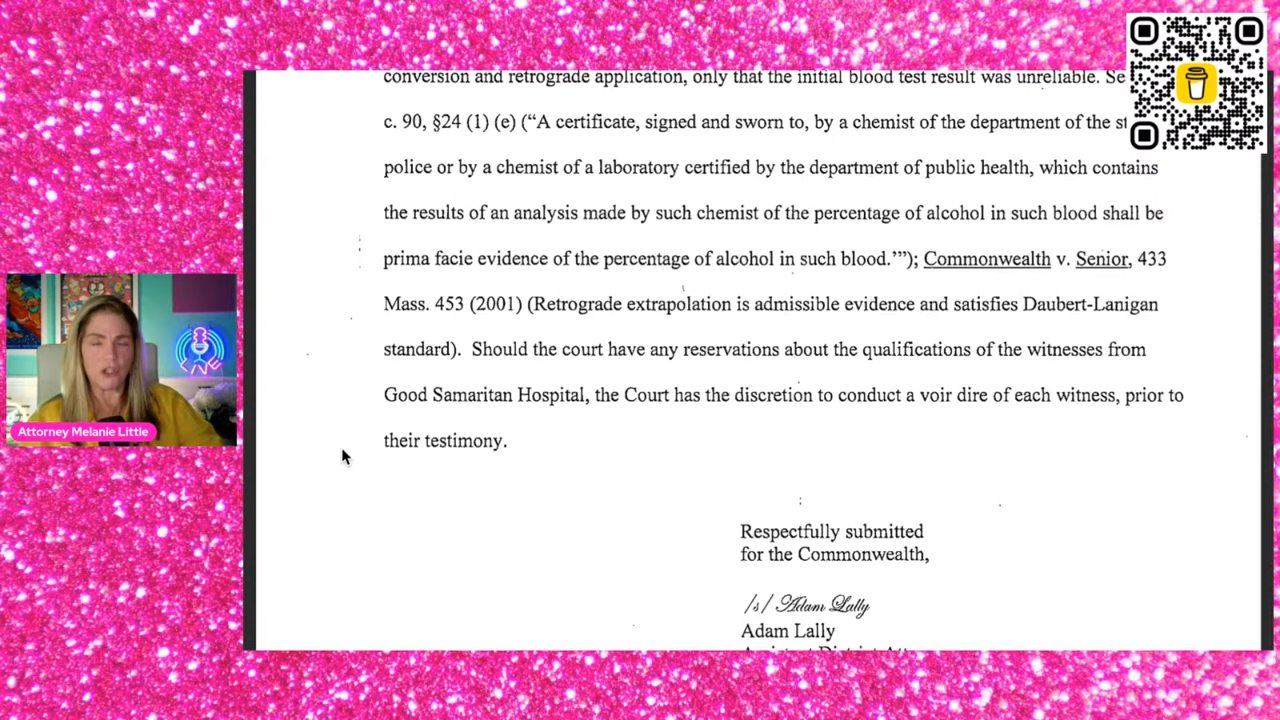 conversion and retrograde application, only that the initial blood test result was unreliable. Se
c. 90, §24 (1) (e) (“A certificate, signed and sworn to, by a chemist of the department of the st
police or by a chemist of a laboratory certified by the department of public health, which contains
the results of an analysis made by such chemist of the percentage of alcohol in such blood shall be
prima facie evidence of the percentage of alcohol in such blood.’”); Commonwealth v. Senior, 433
Mass. 453 (2001) (Retrograde extrapolation is admissible evidence and satisfies Daubert-Lanigan
standard).  Should the court have any reservations about the qualifications of the witnesses from
Good Samaritan Hospital, the Court has the discretion to conduct a voir dire of each witness, prior to
their testimony.
Respectfully submitted
for the Commonwealth,
/s/ Adam Lally
Adam Lally
Attorney Melanie Little